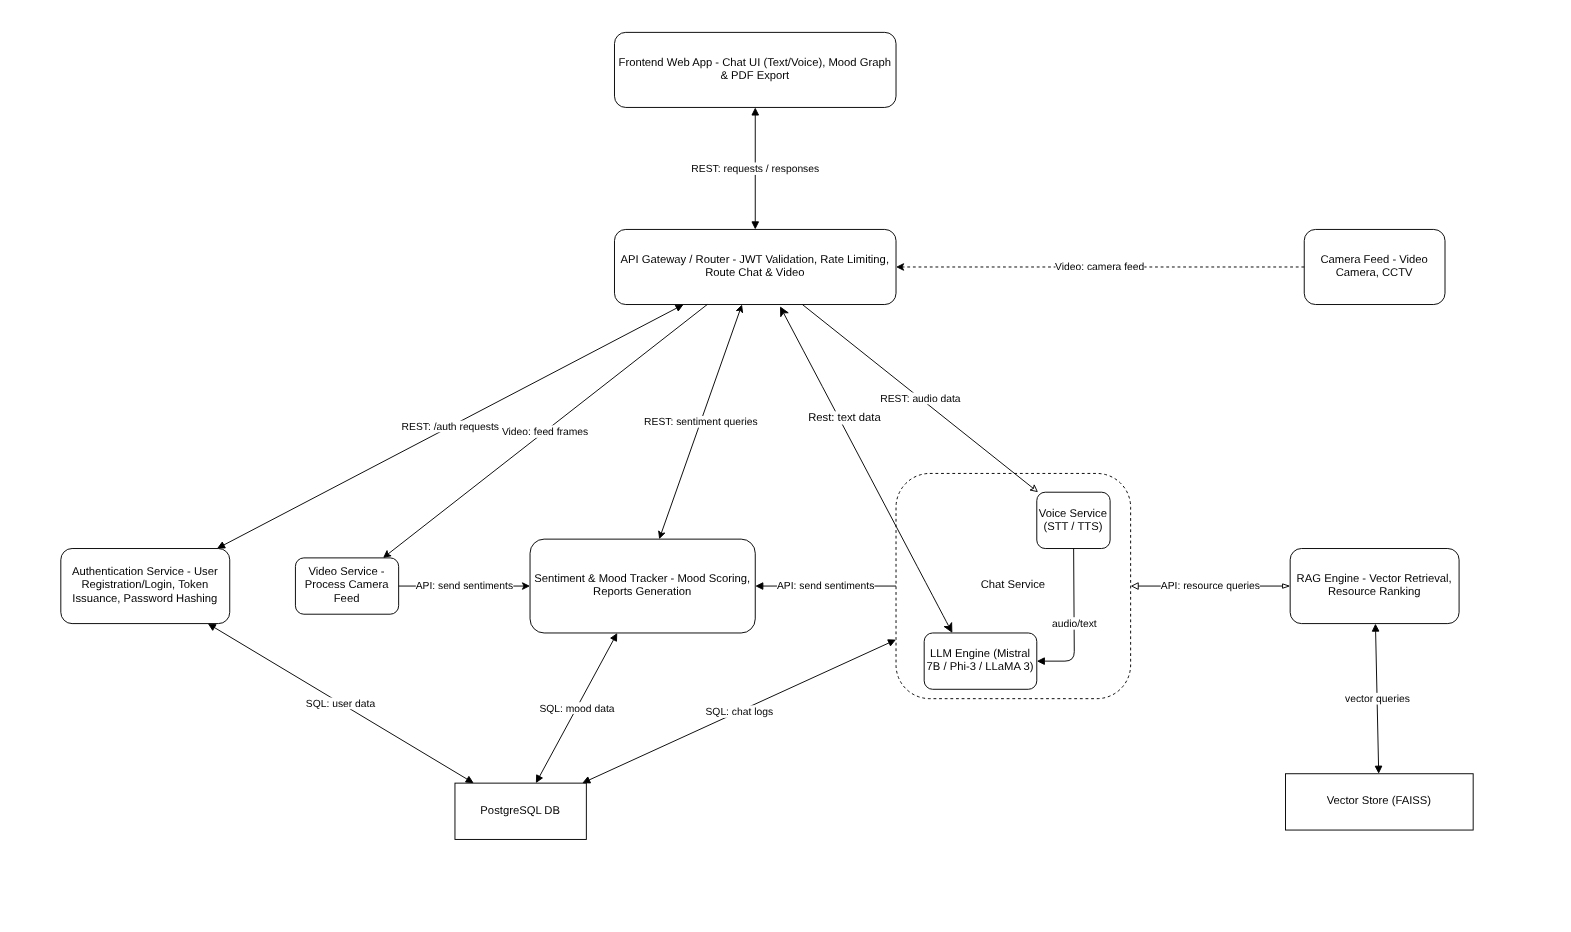 Frontend Web App - Chat UI (Text/Voice), Mood Graph
& PDF Export
REST: requests / responses
API Gateway / Router - JWT Validation, Rate Limiting,
Route Chat & Video
Video: camera feed
Camera Feed - Video
Camera, CCTV
REST: /auth requests
Video: feed frames
REST: sentiment queries
Rest: text data
REST: audio data
Voice Service
(STT / TTS)
Authentication Service - User
Registration/Login, Token
Issuance, Password Hashing
Video Service -
Process Camera
Feed
API: send sentiments
Sentiment & Mood Tracker - Mood Scoring,
Reports Generation
API: send sentiments
Chat Service
API: resource queries
RAG Engine - Vector Retrieval,
Resource Ranking
audio/text
LLM Engine (Mistral
7B / Phi-3 / LLaMA 3)
SQL: user data
SQL: mood data
SQL: chat logs
vector queries
PostgreSQL DB
Vector Store (FAISS)